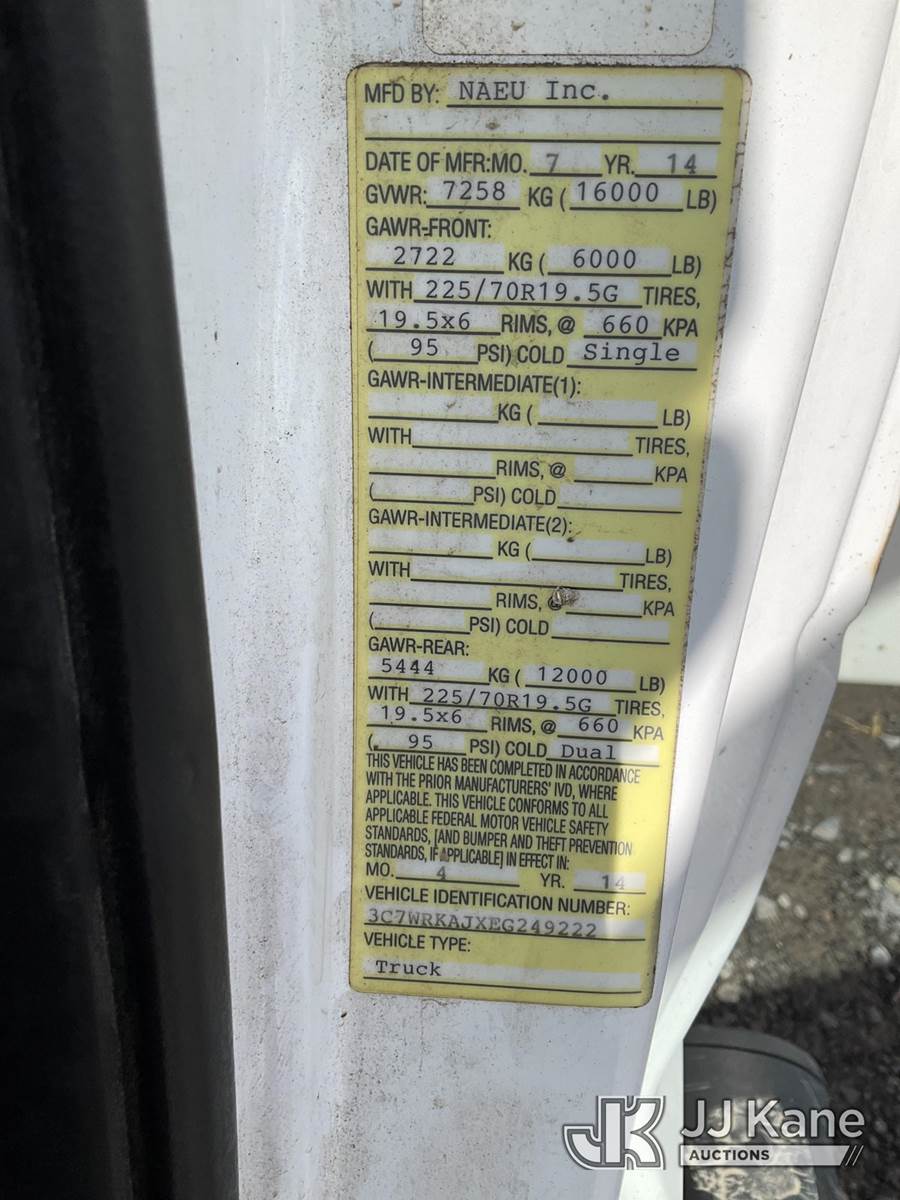 MFD BY: NAEU Inc.
DATE OF MFR:MO. 7 YR. 14
GVWR: 7258 KG ( 16000 LB)
GAWR-FRONT:
2722 KG ( 6000 LB)
WITH 225/70R19.5G TIRES,
19.5x6 RIMS, @ 660 KPA
( 95 PSI) COLD Single
GAWR-INTERMEDIATE(1):
KG ( LB)
WITH TIRES,
RIMS, @ KPA
( PSI) COLD
GAWR-INTERMEDIATE(2):
KG ( LB)
WITH TIRES,
RIMS, @ KPA
( PSI) COLD
GAWR-REAR:
5444 KG ( 12000 LB)
WITH 225/70R19.5G TIRES,
19.5x6 RIMS, @ 660 KPA
( 95 PSI) COLD Dual
THIS VEHICLE HAS BEEN COMPLETED IN ACCORDANCE
WITH THE PRIOR MANUFACTURERS' IVD, WHERE
APPLICABLE. THIS VEHICLE CONFORMS TO ALL
APPLICABLE FEDERAL MOTOR VEHICLE SAFETY
STANDARDS, [AND BUMPER AND THEFT PREVENTION
STANDARDS, IF APPLICABLE] IN EFFECT IN:
MO. 4 YR. 14
VEHICLE IDENTIFICATION NUMBER:
3C7WRKAJXEG249222
VEHICLE TYPE:
Truck
JK JJ Kane
AUCTIONS